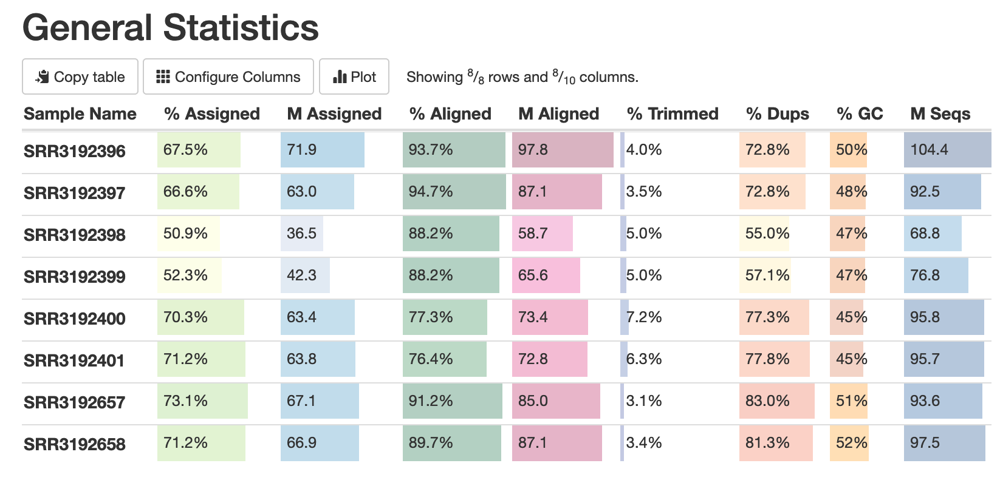 General Statistics
Copy table Configure Columns Plot Showing 8/8 rows and 8/10 columns.
Sample Name % Assigned M Assigned % Aligned M Aligned % Trimmed % Dups % GC M Seqs
SRR3192396 67.5% 71.9 93.7% 97.8 4.0% 72.8% 50% 104.4
SRR3192397 66.6% 63.0 94.7% 87.1 3.5% 72.8% 48% 92.5
SRR3192398 50.9% 36.5 88.2% 58.7 5.0% 55.0% 47% 68.8
SRR3192399 52.3% 42.3 88.2% 65.6 5.0% 57.1% 47% 76.8
SRR3192400 70.3% 63.4 77.3% 73.4 7.2% 77.3% 45% 95.8
SRR3192401 71.2% 63.8 76.4% 72.8 6.3% 77.8% 45% 95.7
SRR3192657 73.1% 67.1 91.2% 85.0 3.1% 83.0% 51% 93.6
SRR3192658 71.2% 66.9 89.7% 87.1 3.4% 81.3% 52% 97.5